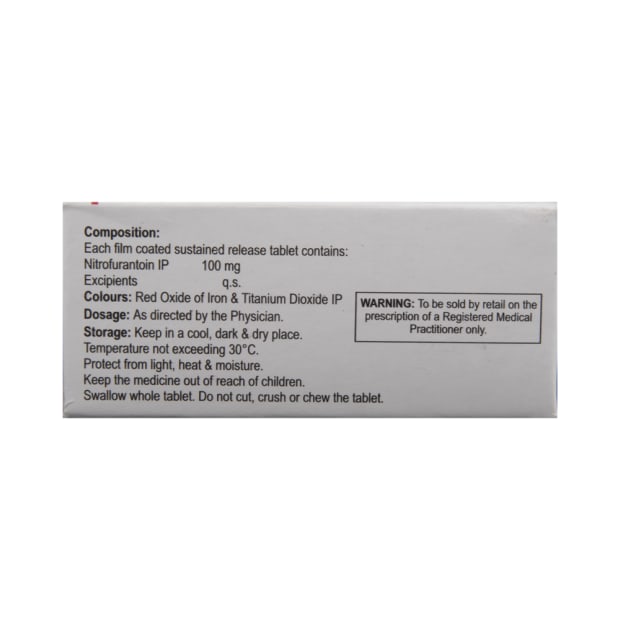 Composition:
Each film coated sustained release tablet contains:
Nitrofurantoin IP 100 mg
Excipients q.s.
Colours: Red Oxide of Iron & Titanium Dioxide IP
Dosage: As directed by the Physician.
Storage: Keep in a cool, dark & dry place.
Temperature not exceeding 30°C.
Protect from light, heat & moisture.
Keep the medicine out of reach of children.
Swallow whole tablet. Do not cut, crush or chew the tablet.
WARNING: To be sold by retail on the
prescription of a Registered Medical
Practitioner only.